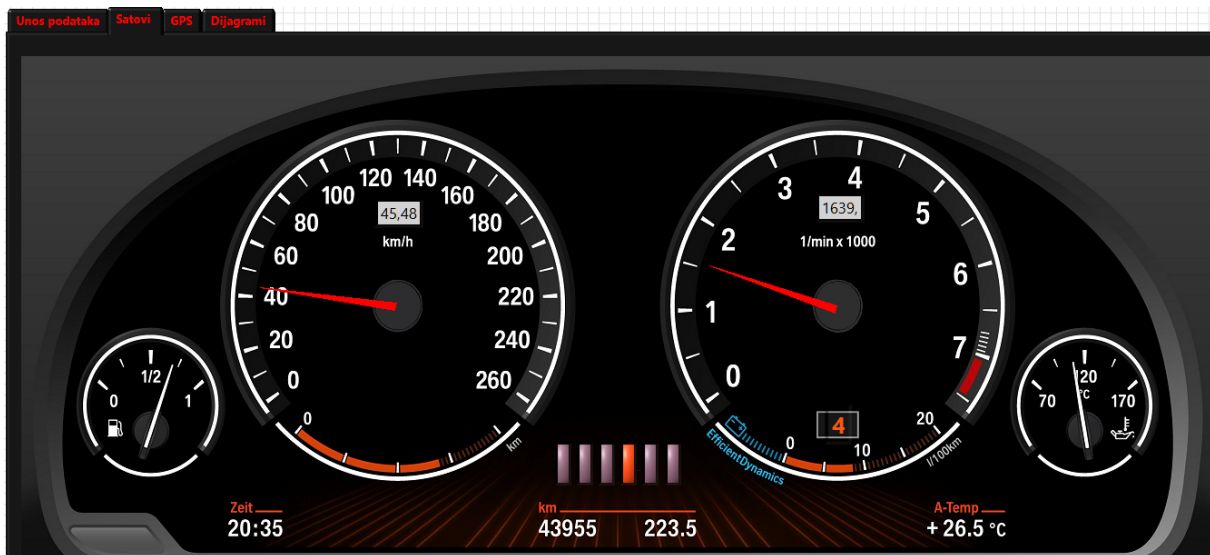 Unos podataka Satovi GPS Dijagrami
0 20 40 60 80 100 120 140 160 180 200 220 240 260
45,48
km/h
0 km
0 1 2 3 4 5 6 7
1639,
1/min x 1000
4
0 10 20
l/100km
EfficientDynamics
0 1/2 1
70 120 170
°C
Zeit
20:35
km
43955 223.5
A-Temp
+ 26.5 °C